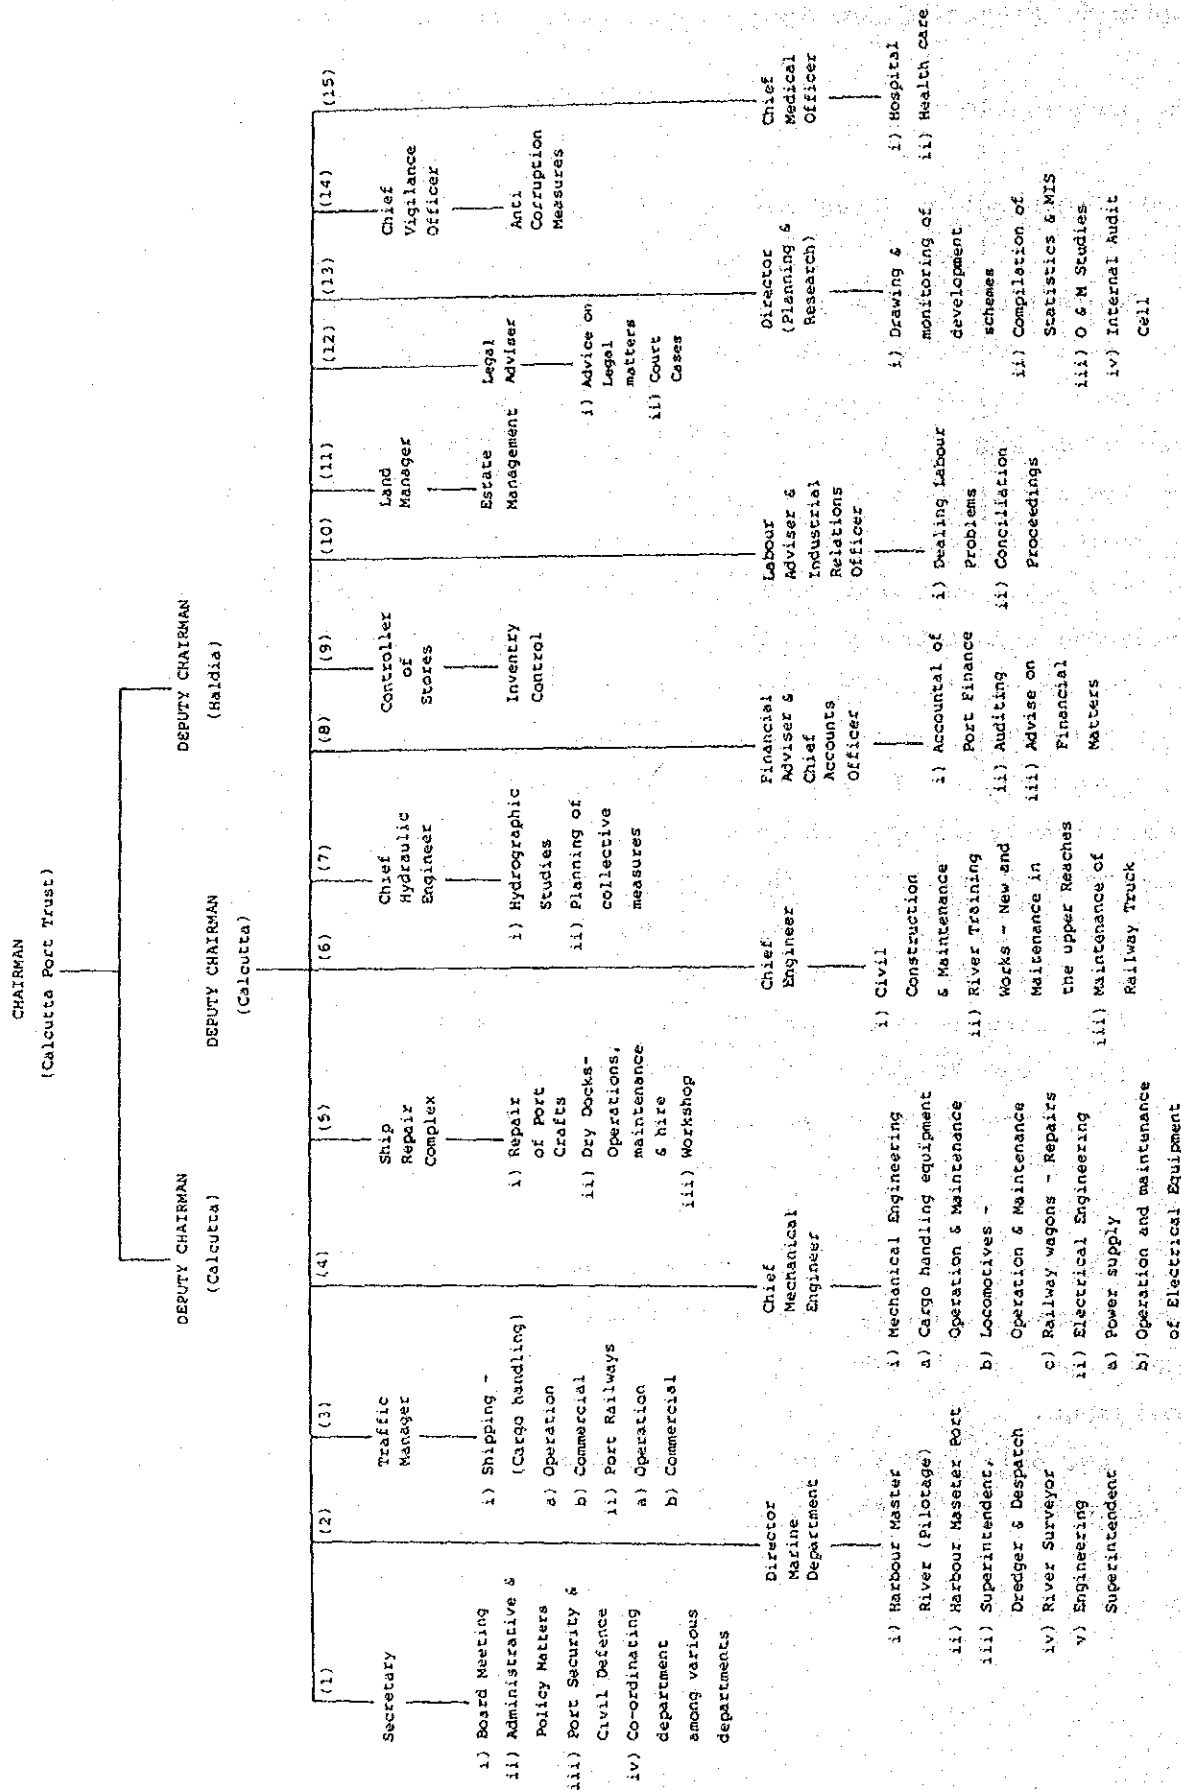 CHAIRMAN
(Calcutta Port Trust)
DEPUTY CHAIRMAN
(Calcutta)
DEPUTY CHAIRMAN
(Haldia)
DEPUTY CHAIRMAN
(Calcutta)
(1)
Secretary
i) Board Meeting
ii) Administrative &
Policy Matters
iii) Port Security &
Civil Defence
iv) Co-ordinating
department
among various
departments
(2)
Director
Marine
Department
i) Harbour Master
River (Pilotage)
ii) Harbour Maseter Port
iii) Superintendent,
Dredger & Despatch
iv) River Surveyor
v) Engineering
Superintendent
(3)
Traffic
Manager
i) Shipping -
(Cargo handling)
a) Operation
b) Commercial
ii) Port Railways
a) Operation
b) Commercial
(4)
Chief
Mechanical
Engineer
i) Mechanical Engineering
a) Cargo handling equipment
Operation & Maintenance
b) Locomotives -
Operation & Maintenance
c) Railway wagons - Repairs
ii) Electrical Engineering
a) Power supply
b) Operation and maintenance
of Electrical Equipment
(5)
Ship
Repair
Complex
i) Repair
of Port
Crafts
ii) Dry Docks-
Operations,
maintenance
& hire
iii) Workshop
(6)
Chief
Engineer
i) Civil
Construction
& Maintenance
ii) River Training
Works - New and
Maitenance in
the upper Reaches
iii) Maintenance of
Railway Truck
(7)
Chief
Hydraulic
Engineer
i) Hydrographic
Studies
ii) Planning of
collective
measures
(8)
Financial
Adviser &
Chief
Accounts
Officer
i) Accountal of
Port Finance
ii) Auditing
iii) Advise on
Financial
Matters
(9)
Controller
of
Stores
Inventry
Control
(10)
Labour
Adviser &
Industrial
Relations
Officer
i) Dealing Labour
Problems
ii) Conciliation
Proceedings
(11)
Land
Manager
Estate
Management
(12)
Legal
Adviser
i) Advice on
Legal
matters
ii) Court
Cases
(13)
Director
(Planning &
Research)
i) Drawing &
monitoring of
development
schemes
ii) Compilation of
Statistics & MIS
iii) O & M Studies
iv) Internal Audit
Cell
(14)
Chief
Vigilance
Officer
Anti
Corruption
Measures
(15)
Chief
Medical
Officer
i) Hospital
ii) Health care